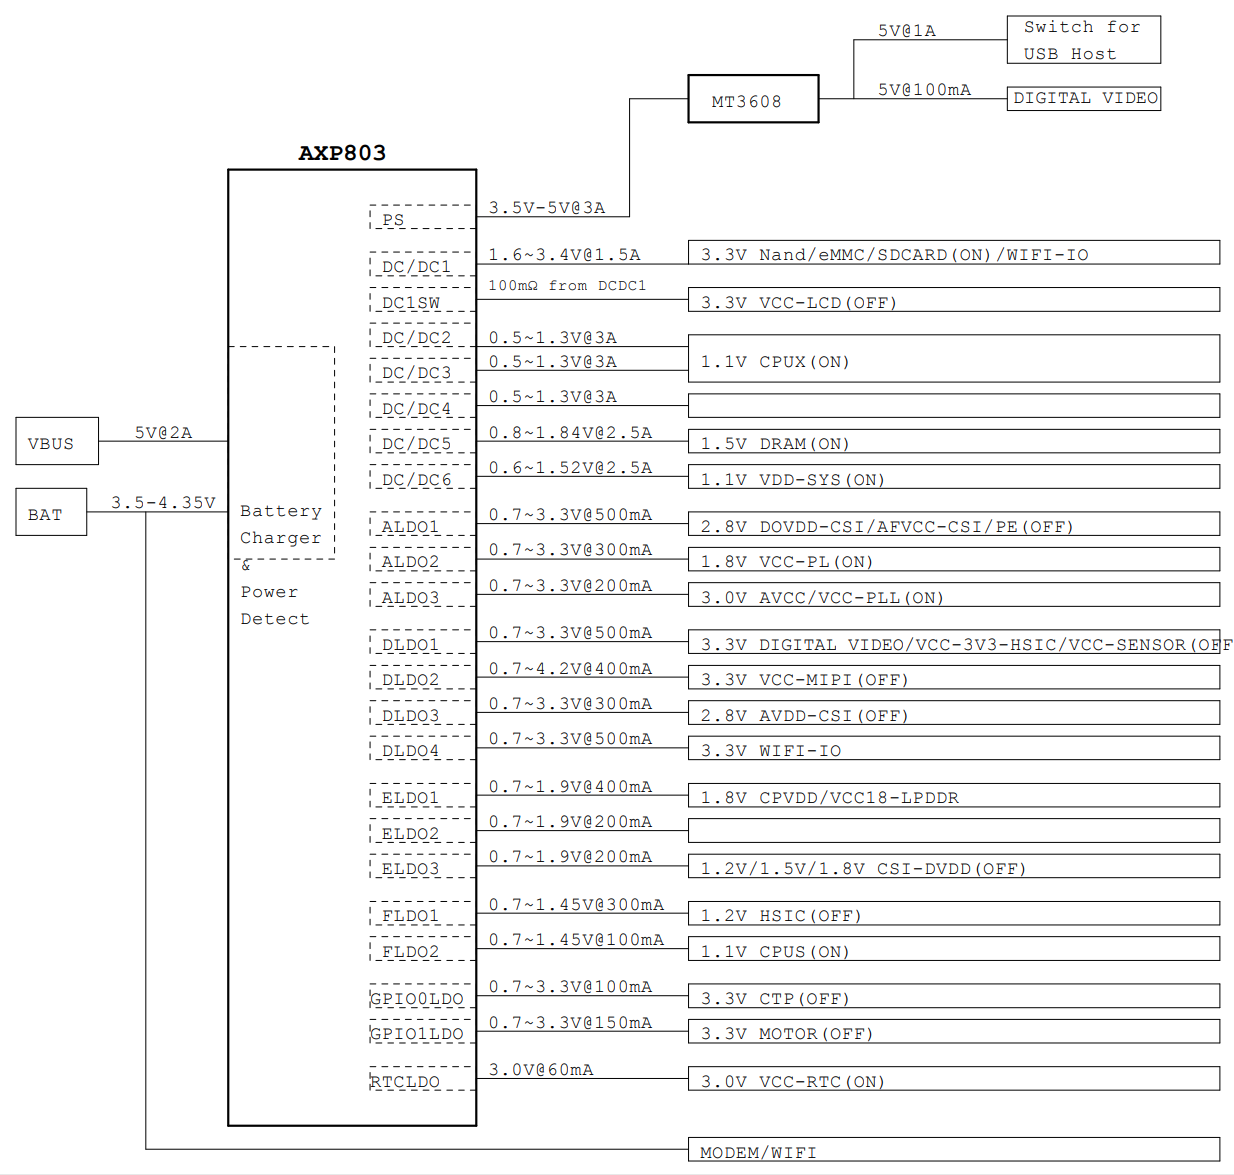 5V@1A
Switch for
USB Host
MT3608
5V@100mA
DIGITAL VIDEO
AXP803
PS
3.5V-5V@3A
DC/DC1
1.6~3.4V@1.5A
3.3V Nand/eMMC/SDCARD(ON)/WIFI-IO
DC1SW
100mΩ from DCDC1
3.3V VCC-LCD(OFF)
DC/DC2
0.5~1.3V@3A
DC/DC3
0.5~1.3V@3A
1.1V CPUX(ON)
DC/DC4
0.5~1.3V@3A
VBUS
5V@2A
DC/DC5
0.8~1.84V@2.5A
1.5V DRAM(ON)
DC/DC6
0.6~1.52V@2.5A
1.1V VDD-SYS(ON)
BAT
3.5-4.35V
Battery
Charger
&
Power
Detect
ALDO1
0.7~3.3V@500mA
2.8V DOVDD-CSI/AFVCC-CSI/PE(OFF)
ALDO2
0.7~3.3V@300mA
1.8V VCC-PL(ON)
ALDO3
0.7~3.3V@200mA
3.0V AVCC/VCC-PLL(ON)
DLDO1
0.7~3.3V@500mA
3.3V DIGITAL VIDEO/VCC-3V3-HSIC/VCC-SENSOR(OFF
DLDO2
0.7~4.2V@400mA
3.3V VCC-MIPI(OFF)
DLDO3
0.7~3.3V@300mA
2.8V AVDD-CSI(OFF)
DLDO4
0.7~3.3V@500mA
3.3V WIFI-IO
ELDO1
0.7~1.9V@400mA
1.8V CPVDD/VCC18-LPDDR
ELDO2
0.7~1.9V@200mA
ELDO3
0.7~1.9V@200mA
1.2V/1.5V/1.8V CSI-DVDD(OFF)
FLDO1
0.7~1.45V@300mA
1.2V HSIC(OFF)
FLDO2
0.7~1.45V@100mA
1.1V CPUS(ON)
GPIO0LDO
0.7~3.3V@100mA
3.3V CTP(OFF)
GPIO1LDO
0.7~3.3V@150mA
3.3V MOTOR(OFF)
RTCLDO
3.0V@60mA
3.0V VCC-RTC(ON)
MODEM/WIFI